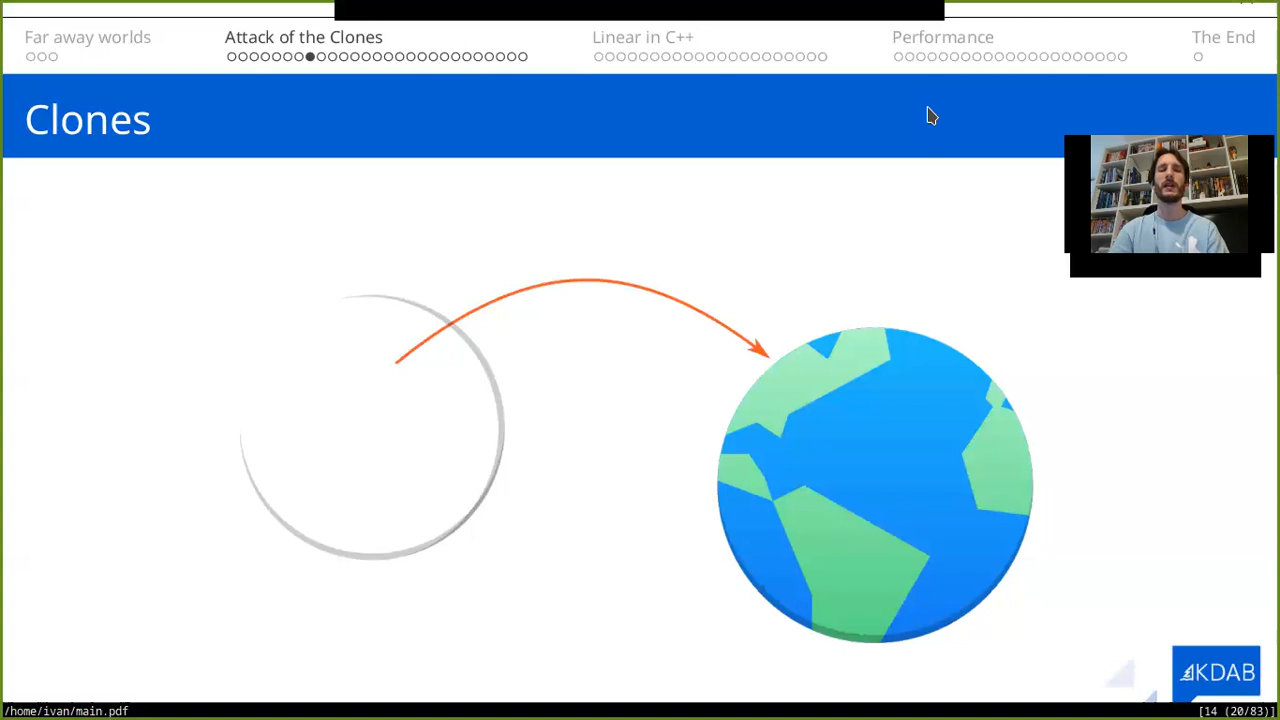 Far away worlds
Attack of the Clones
Linear in C++
Performance
The End
Clones
KDAB
/home/ivan/main.pdf
[14 (20/83)]